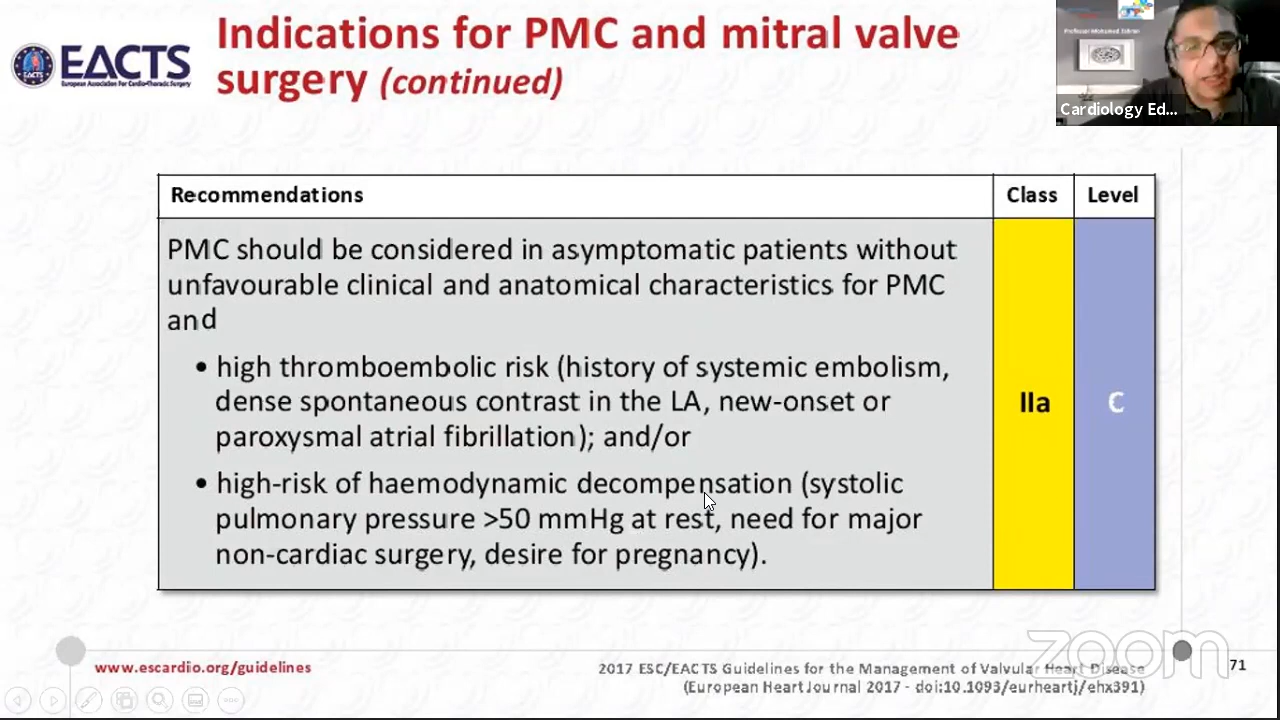 Indications for PMC and mitral valve
surgery (continued)
EACTS
EACTS
European Association For Cardio-Thoracic Surgery
Professor Mohamed Zahran
Cardiology Ed...
Recommendations
Class
Level
PMC should be considered in asymptomatic patients without
unfavourable clinical and anatomical characteristics for PMC
and
• high thromboembolic risk (history of systemic embolism,
dense spontaneous contrast in the LA, new-onset or
paroxysmal atrial fibrillation); and/or
• high-risk of haemodynamic decompensation (systolic
pulmonary pressure >50 mmHg at rest, need for major
non-cardiac surgery, desire for pregnancy).
IIa
C
zoom
www.escardio.org/guidelines
2017 ESC/EACTS Guidelines for the Management of Valvular Heart Disease
(European Heart Journal 2017 - doi:10.1093/eurheartj/ehx391)
71